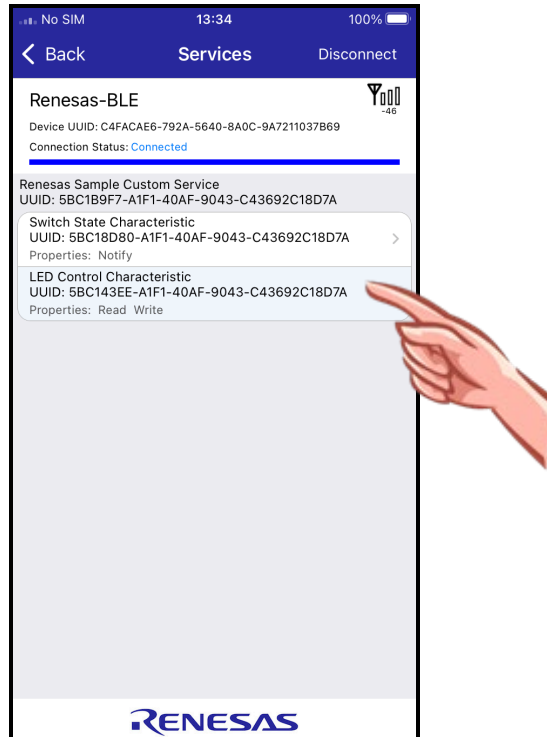 No SIM 13:34 100%
Back Services Disconnect
Renesas-BLE
-46
Device UUID: C4FACAE6-792A-5640-8A0C-9A7211037B69
Connection Status: Connected
Renesas Sample Custom Service
UUID: 5BC1B9F7-A1F1-40AF-9043-C43692C18D7A
Switch State Characteristic
UUID: 5BC18D80-A1F1-40AF-9043-C43692C18D7A
Properties: Notify
LED Control Characteristic
UUID: 5BC143EE-A1F1-40AF-9043-C43692C18D7A
Properties: Read Write
RENESAS